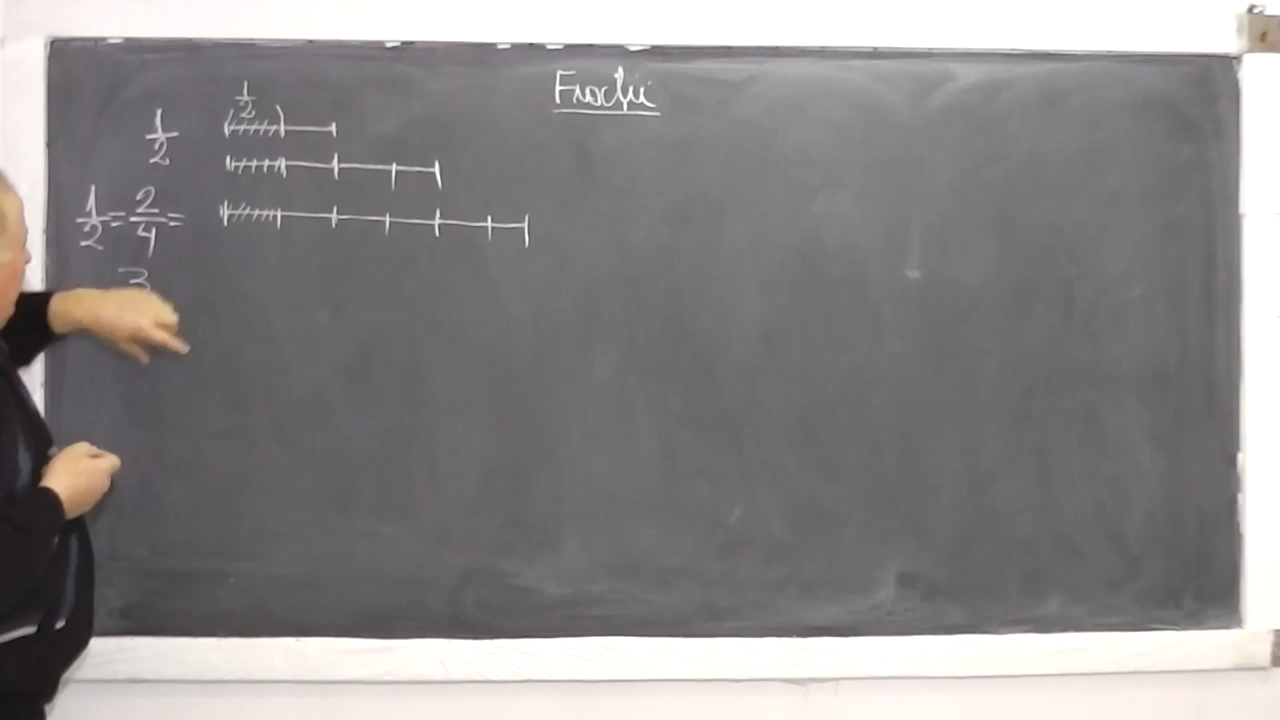 Fracții
1/2
1/2
1/2 = 2/4 =
3